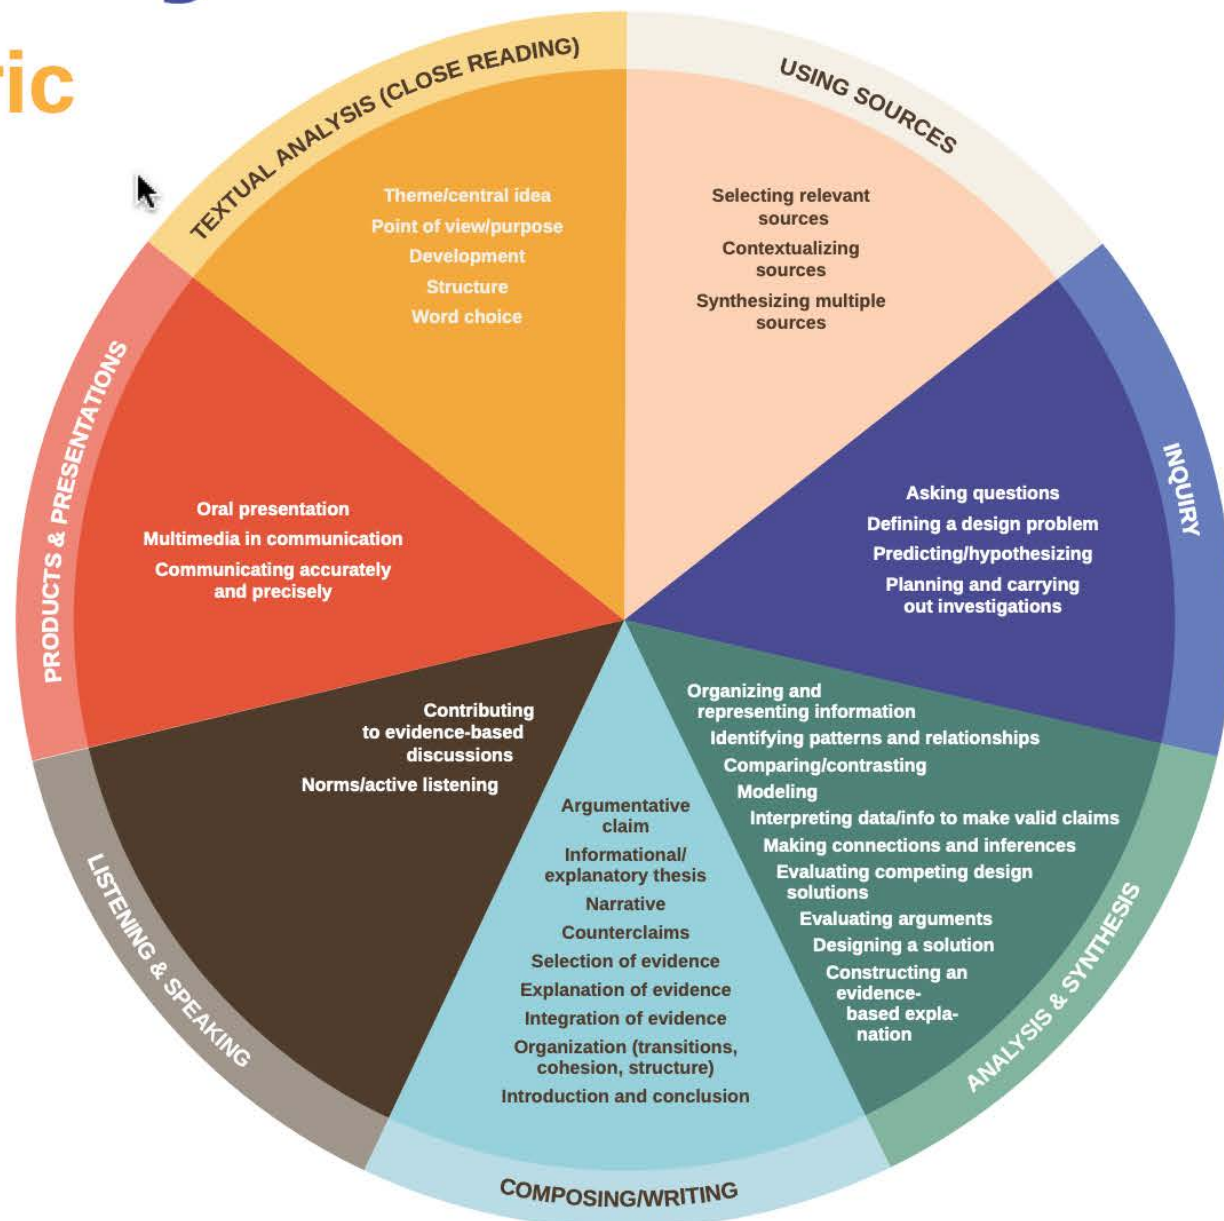 ric
TEXTUAL ANALYSIS (CLOSE READING)
Theme/central idea
Point of view/purpose
Development
Structure
Word choice
USING SOURCES
Selecting relevant
sources
Contextualizing
sources
Synthesizing multiple
sources
INQUIRY
Asking questions
Defining a design problem
Predicting/hypothesizing
Planning and carrying
out investigations
ANALYSIS & SYNTHESIS
Organizing and
representing information
Identifying patterns and relationships
Comparing/contrasting
Modeling
Interpreting data/info to make valid claims
Making connections and inferences
Evaluating competing design
solutions
Evaluating arguments
Designing a solution
Constructing an
evidence-
based expla-
nation
COMPOSING/WRITING
Argumentative
claim
Informational/
explanatory thesis
Narrative
Counterclaims
Selection of evidence
Explanation of evidence
Integration of evidence
Organization (transitions,
cohesion, structure)
Introduction and conclusion
LISTENING & SPEAKING
Contributing
to evidence-based
discussions
Norms/active listening
PRODUCTS & PRESENTATIONS
Oral presentation
Multimedia in communication
Communicating accurately
and precisely